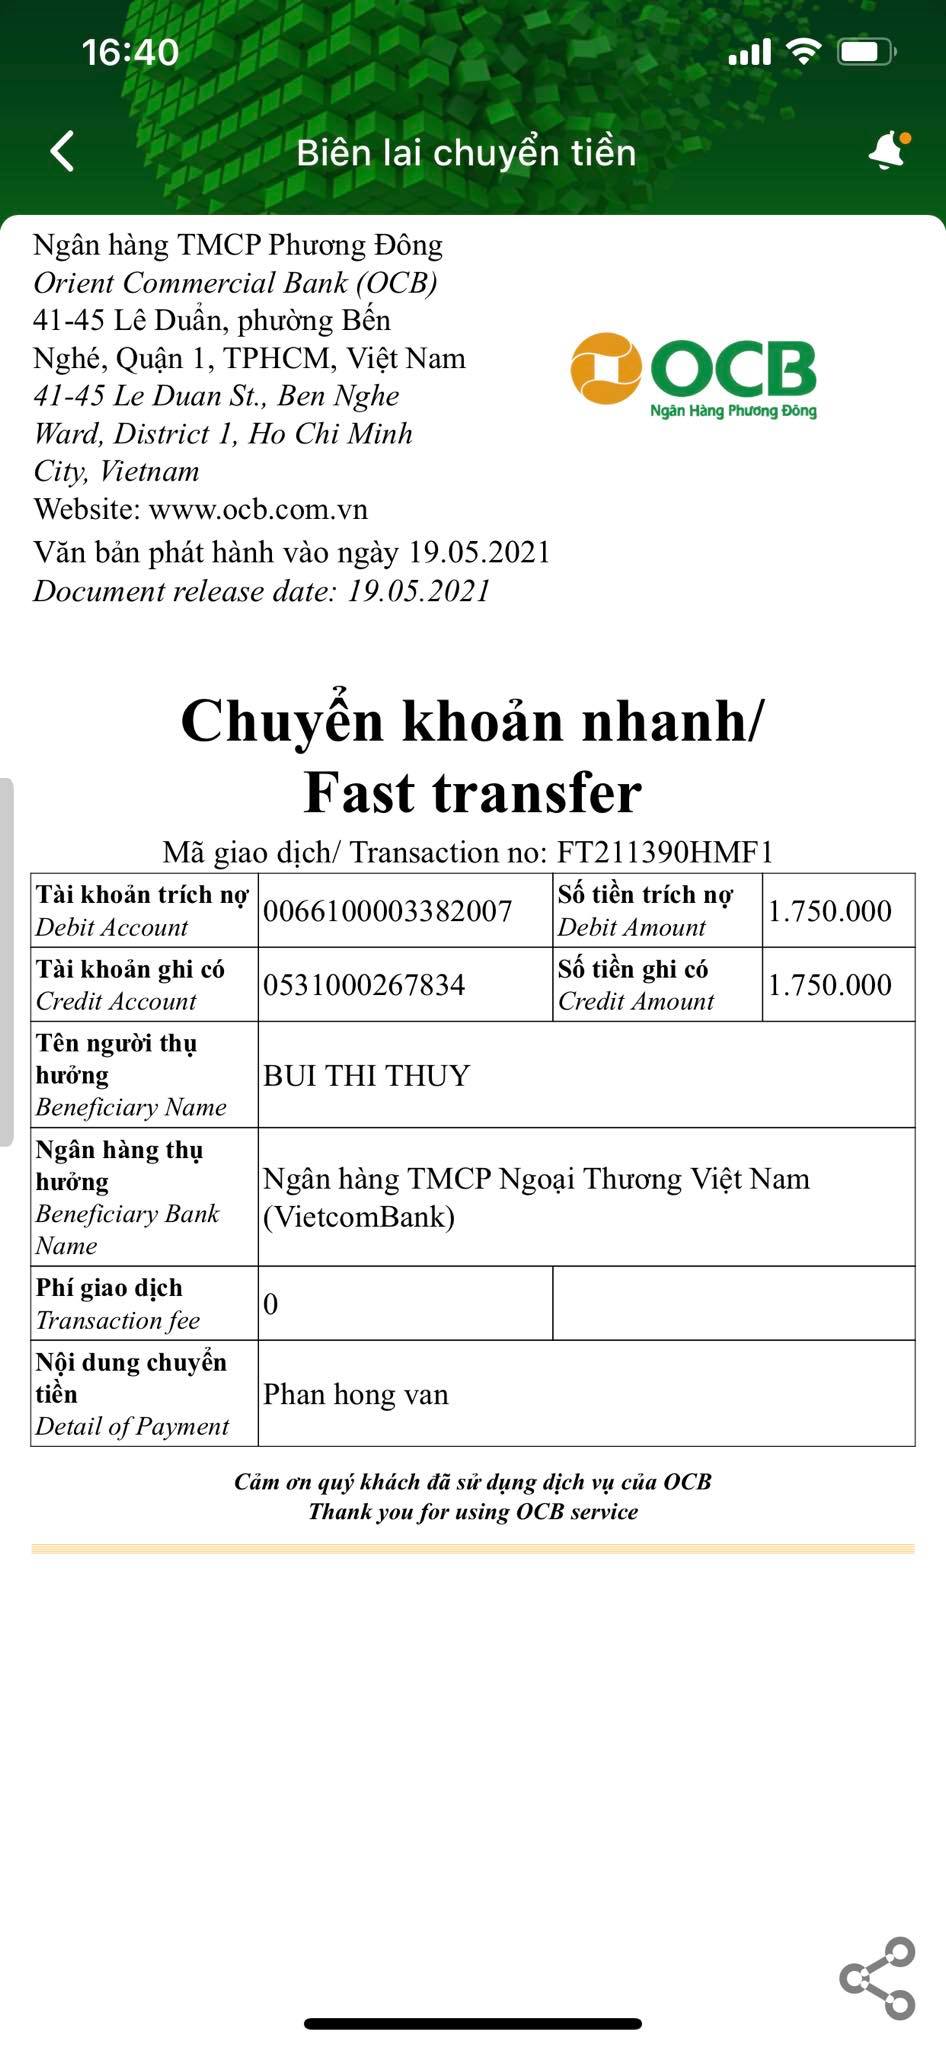 16:40
Biên lai chuyển tiền
Ngân hàng TMCP Phương Đông
Orient Commercial Bank (OCB)
41-45 Lê Duẩn, phường Bến
Nghé, Quận 1, TPHCM, Việt Nam
41-45 Le Duan St., Ben Nghe
Ward, District 1, Ho Chi Minh
City, Vietnam
Website: www.ocb.com.vn
Văn bản phát hành vào ngày 19.05.2021
Document release date: 19.05.2021
OCB
Ngân Hàng Phương Đông
Chuyển khoản nhanh/
Fast transfer
Mã giao dịch/ Transaction no: FT211390HMF1
Tài khoản trích nợ
Debit Account
0066100003382007
Số tiền trích nợ
Debit Amount
1.750.000
Tài khoản ghi có
Credit Account
0531000267834
Số tiền ghi có
Credit Amount
1.750.000
Tên người thụ
hưởng
Beneficiary Name
BUI THI THUY
Ngân hàng thụ
hưởng
Beneficiary Bank
Name
Ngân hàng TMCP Ngoại Thương Việt Nam
(VietcomBank)
Phí giao dịch
Transaction fee
0
Nội dung chuyển
tiền
Detail of Payment
Phan hong van
Cảm ơn quý khách đã sử dụng dịch vụ của OCB
Thank you for using OCB service